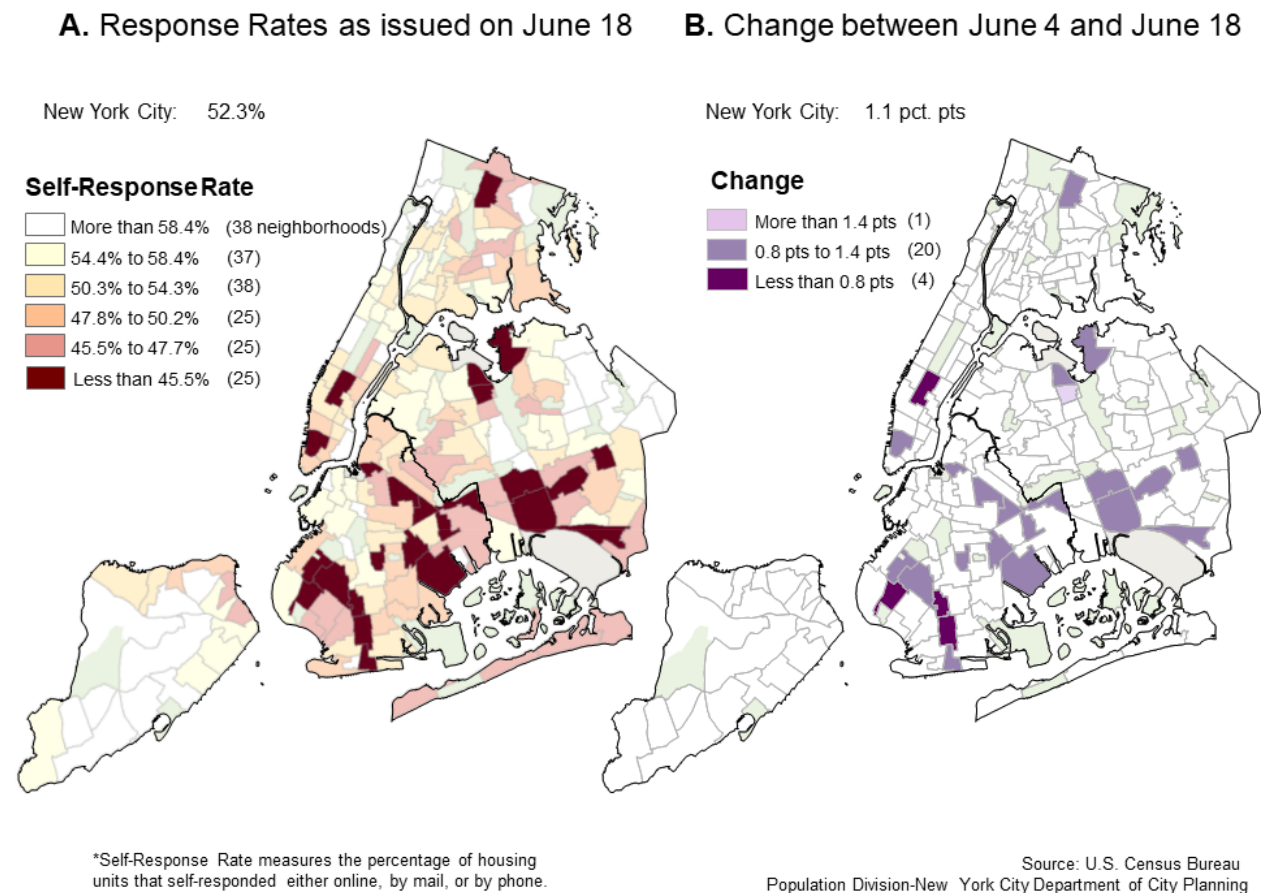 A. Response Rates as issued on June 18
B. Change between June 4 and June 18
New York City: 52.3%
New York City: 1.1 pct. pts
Self-Response Rate
More than 58.4% (38 neighborhoods)
54.4% to 58.4% (37)
50.3% to 54.3% (38)
47.8% to 50.2% (25)
45.5% to 47.7% (25)
Less than 45.5% (25)
Change
More than 1.4 pts (1)
0.8 pts to 1.4 pts (20)
Less than 0.8 pts (4)
*Self-Response Rate measures the percentage of housing
units that self-responded either online, by mail, or by phone.
Source: U.S. Census Bureau
Population Division-New York City Department of City Planning